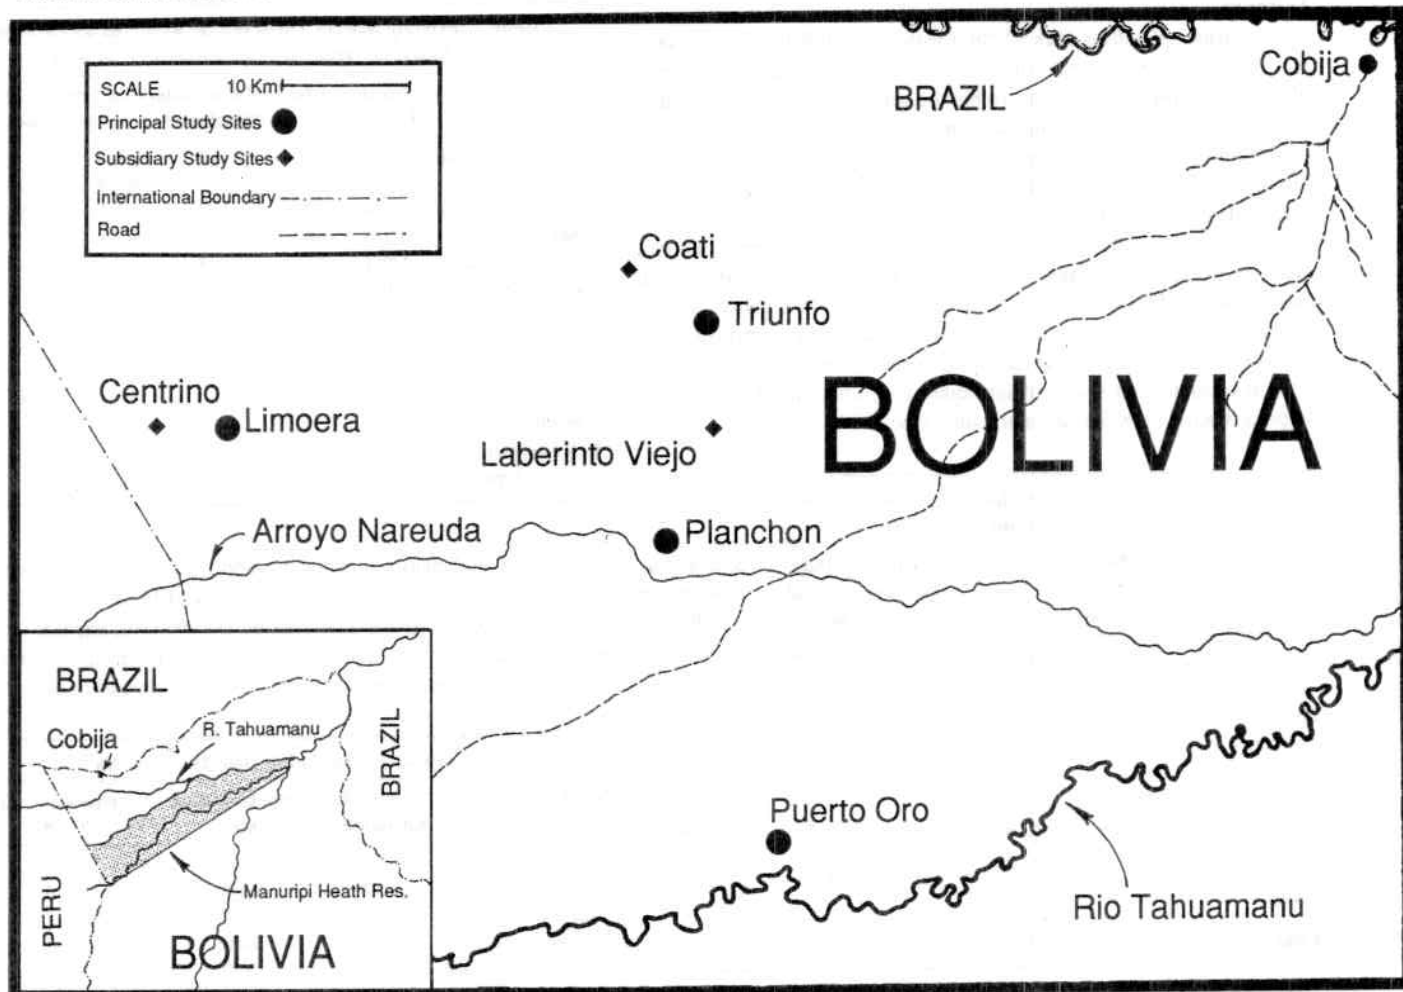 SCALE 10 Km
Principal Study Sites
Subsidiary Study Sites
International Boundary
Road
BRAZIL
Cobija
Coati
Triunfo
Centrino
Limoera
Laberinto Viejo
BOLIVIA
Arroyo Nareuda
Planchon
Puerto Oro
Rio Tahuamanu
BRAZIL
Cobija
R. Tahuamanu
BRAZIL
PERU
Manuripi Heath Res.
BOLIVIA